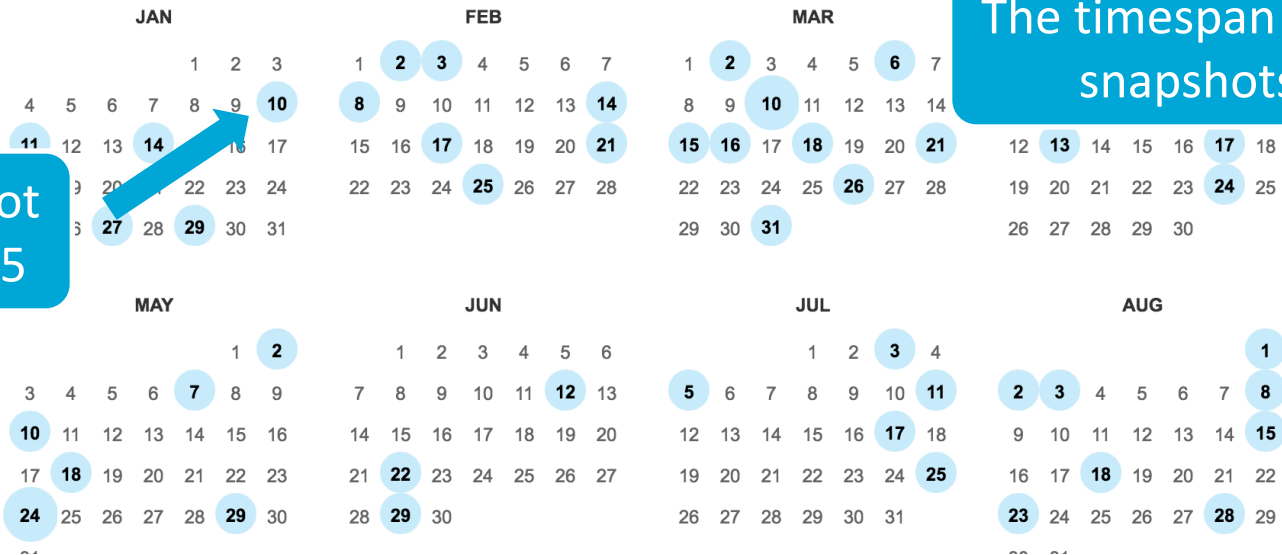 JAN FEB MAR The timespan
snapshots
1 2 3 1 2 3 4 5 6 7 1 2 3 4 5 6 7
4 5 6 7 8 9 10 8 9 10 11 12 13 14 8 9 10 11 12 13 14
11 12 13 14 17 15 16 17 18 19 20 21 15 16 17 18 19 20 21 12 13 14 15 16 17 18
20 22 23 24 22 23 24 25 26 27 28 22 23 24 25 26 27 28 19 20 21 22 23 24 25
ot
27 28 29 30 31 29 30 31 26 27 28 29 30
5
MAY JUN JUL AUG
1 2 1 2 3 4 5 6 1 2 3 4 1
3 4 5 6 7 8 9 7 8 9 10 11 12 13 5 6 7 8 9 10 11 2 3 4 5 6 7 8
10 11 12 13 14 15 16 14 15 16 17 18 19 20 12 13 14 15 16 17 18 9 10 11 12 13 14 15
17 18 19 20 21 22 23 21 22 23 24 25 26 27 19 20 21 22 23 24 25 16 17 18 19 20 21 22
24 25 26 27 28 29 30 28 29 30 26 27 28 29 30 31 23 24 25 26 27 28 29